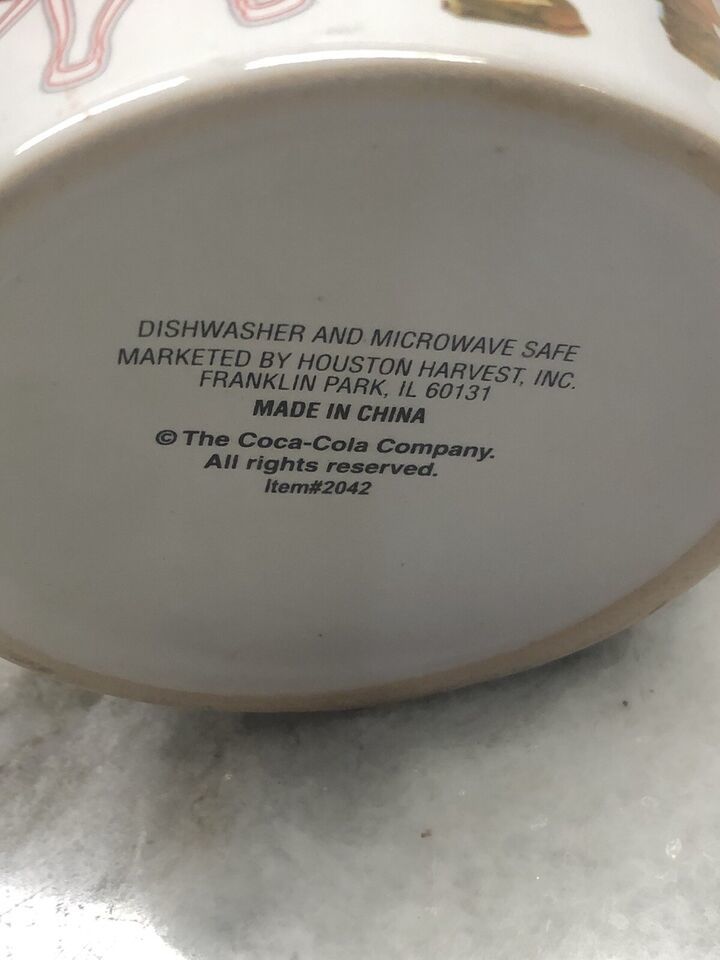 DISHWASHER AND MICROWAVE SAFE
MARKETED BY HOUSTON HARVEST, INC.
FRANKLIN PARK, IL 60131
MADE IN CHINA
© The Coca-Cola Company.
All rights reserved.
Item#2042